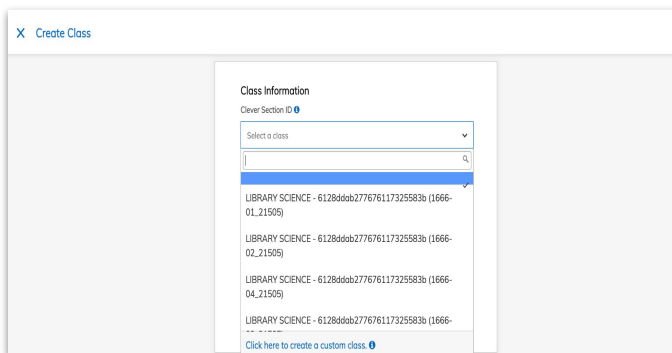 X Create Class
Class Information
Clever Section ID
Select a class
LIBRARY SCIENCE - 6128ddab277676117325583b (1666-
01_21505)
LIBRARY SCIENCE - 6128ddab277676117325583b (1666-
02_21505)
LIBRARY SCIENCE - 6128ddab277676117325583b (1666-
04_21505)
LIBRARY SCIENCE - 6128ddab277676117325583b (1666-
Click here to create a custom class.